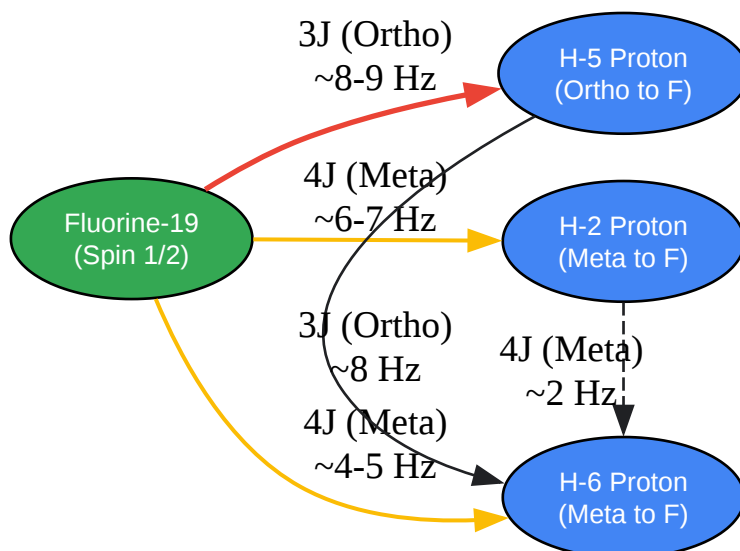 3J (Ortho)
~8-9 Hz
H-5 Proton
(Ortho to F)
4J (Meta)
~6-7 Hz
Fluorine-19
(Spin 1/2)
H-2 Proton
(Meta to F)
3J (Ortho)
~8 Hz
4J (Meta)
~2 Hz
4J (Meta)
~4-5 Hz
H-6 Proton
(Meta to F)